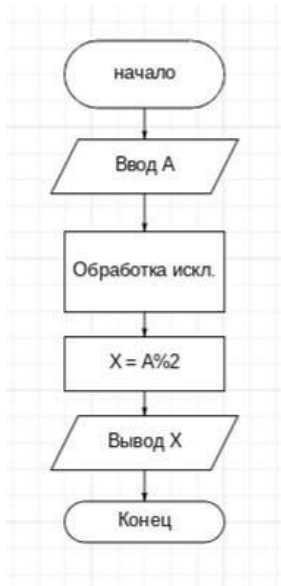 начало
Ввод A
Обработка искл.
X = A%2
Вывод X
Конец